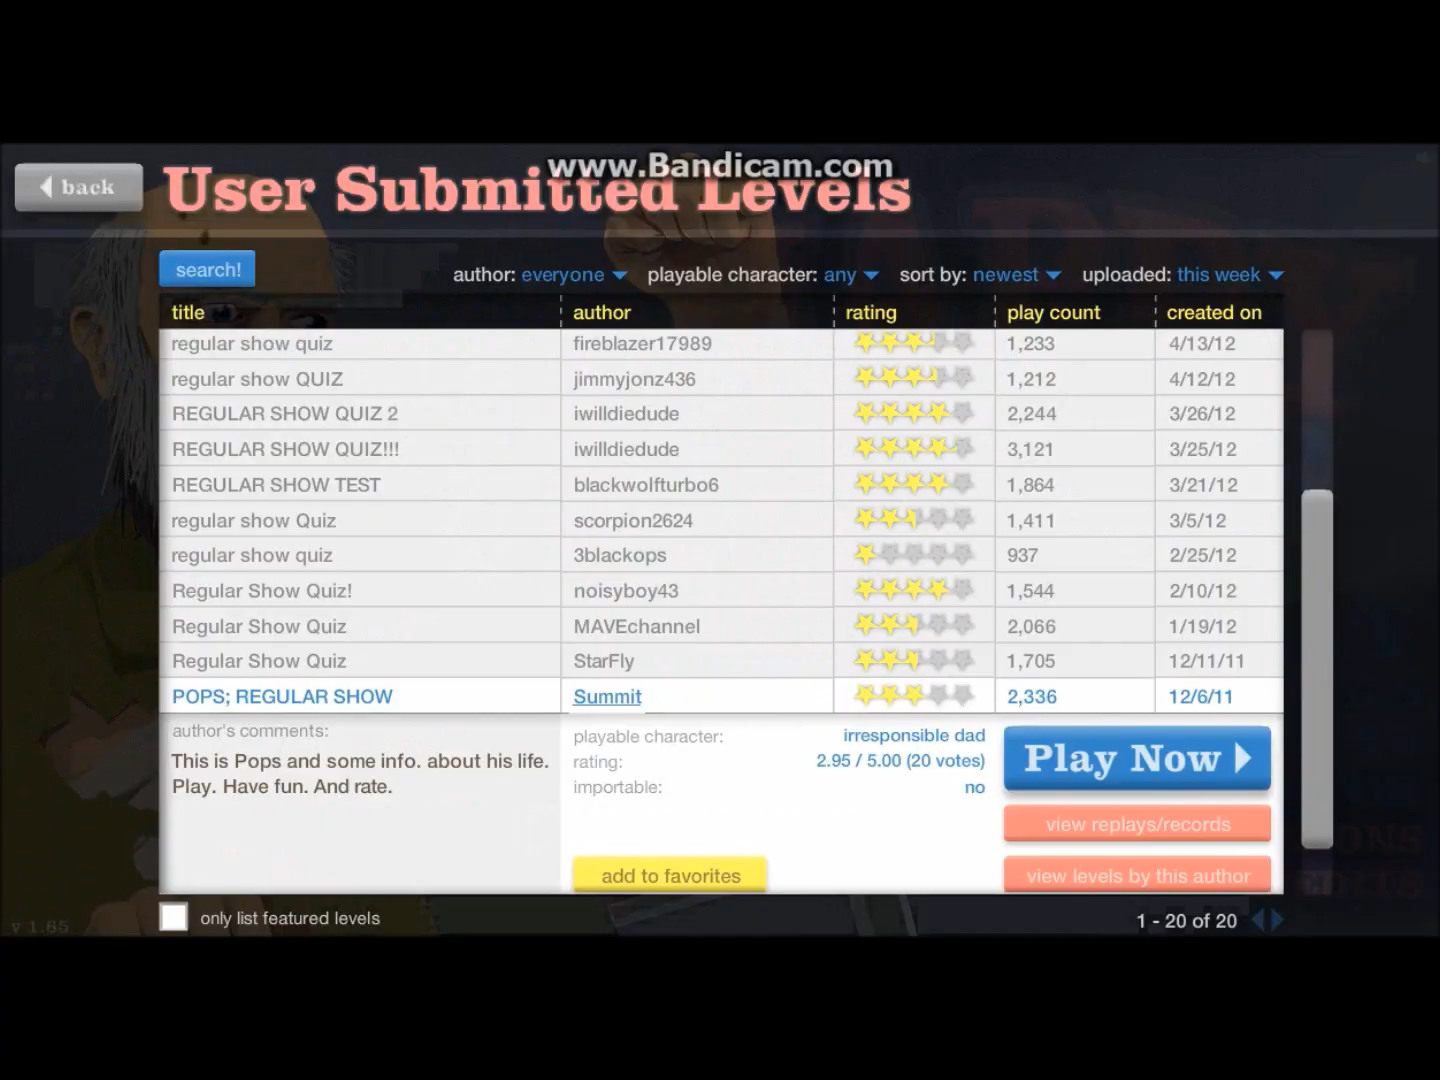 www.Bandicam.com
back
User Submitted Levels
search!
author: everyone playable character: any sort by: newest uploaded: this week
title author rating play count created on
regular show quiz fireblazer17989 1,233 4/13/12
regular show QUIZ jimmyjonz436 1,212 4/12/12
REGULAR SHOW QUIZ 2 iwilldiedude 2,244 3/26/12
REGULAR SHOW QUIZ!!! iwilldiedude 3,121 3/25/12
REGULAR SHOW TEST blackwolfturbo6 1,864 3/21/12
regular show Quiz scorpion2624 1,411 3/5/12
regular show quiz 3blackops 937 2/25/12
Regular Show Quiz! noisyboy43 1,544 2/10/12
Regular Show Quiz MAVEchannel 2,066 1/19/12
Regular Show Quiz StarFly 1,705 12/11/11
POPS; REGULAR SHOW Summit 2,336 12/6/11
author's comments:
This is Pops and some info. about his life.
Play. Have fun. And rate.
playable character: irresponsible dad
rating: 2.95 / 5.00 (20 votes)
importable: no
add to favorites
Play Now
view replays/records
view levels by this author
only list featured levels
1 - 20 of 20
v 1.65